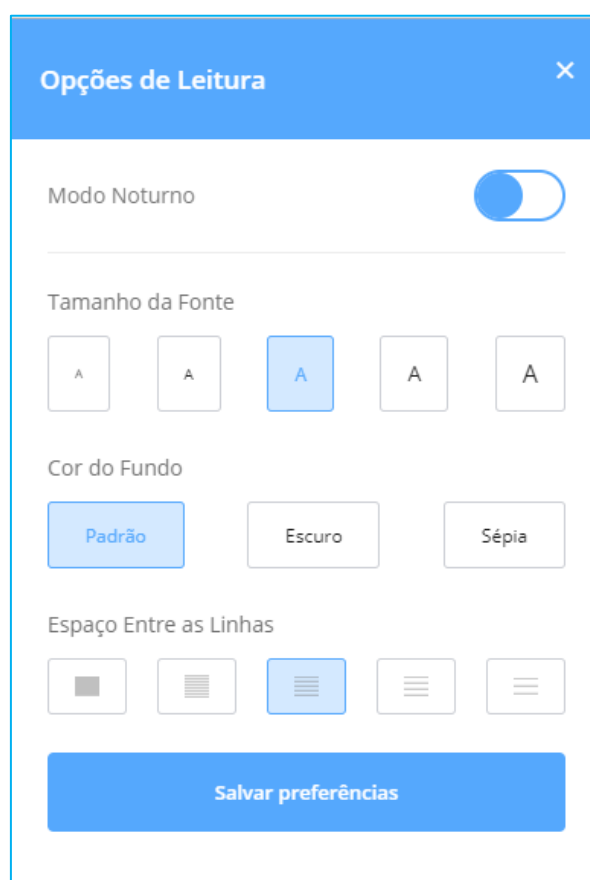 Opções de Leitura ×
Modo Noturno
Tamanho da Fonte
A A A A A
Cor do Fundo
Padrão Escuro Sépia
Espaço Entre as Linhas
Salvar preferências